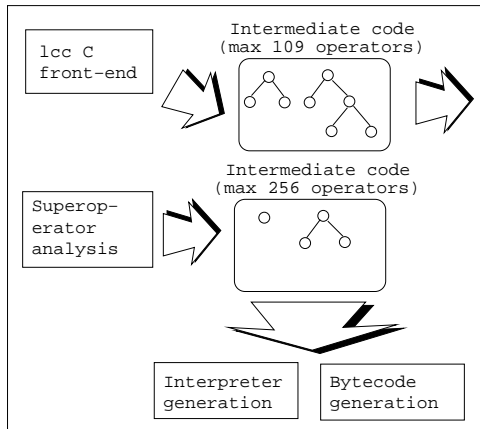 lcc C
front-end
Intermediate code
(max 109 operators)
Intermediate code
(max 256 operators)
Superop-
erator
analysis
Interpreter
generation
Bytecode
generation